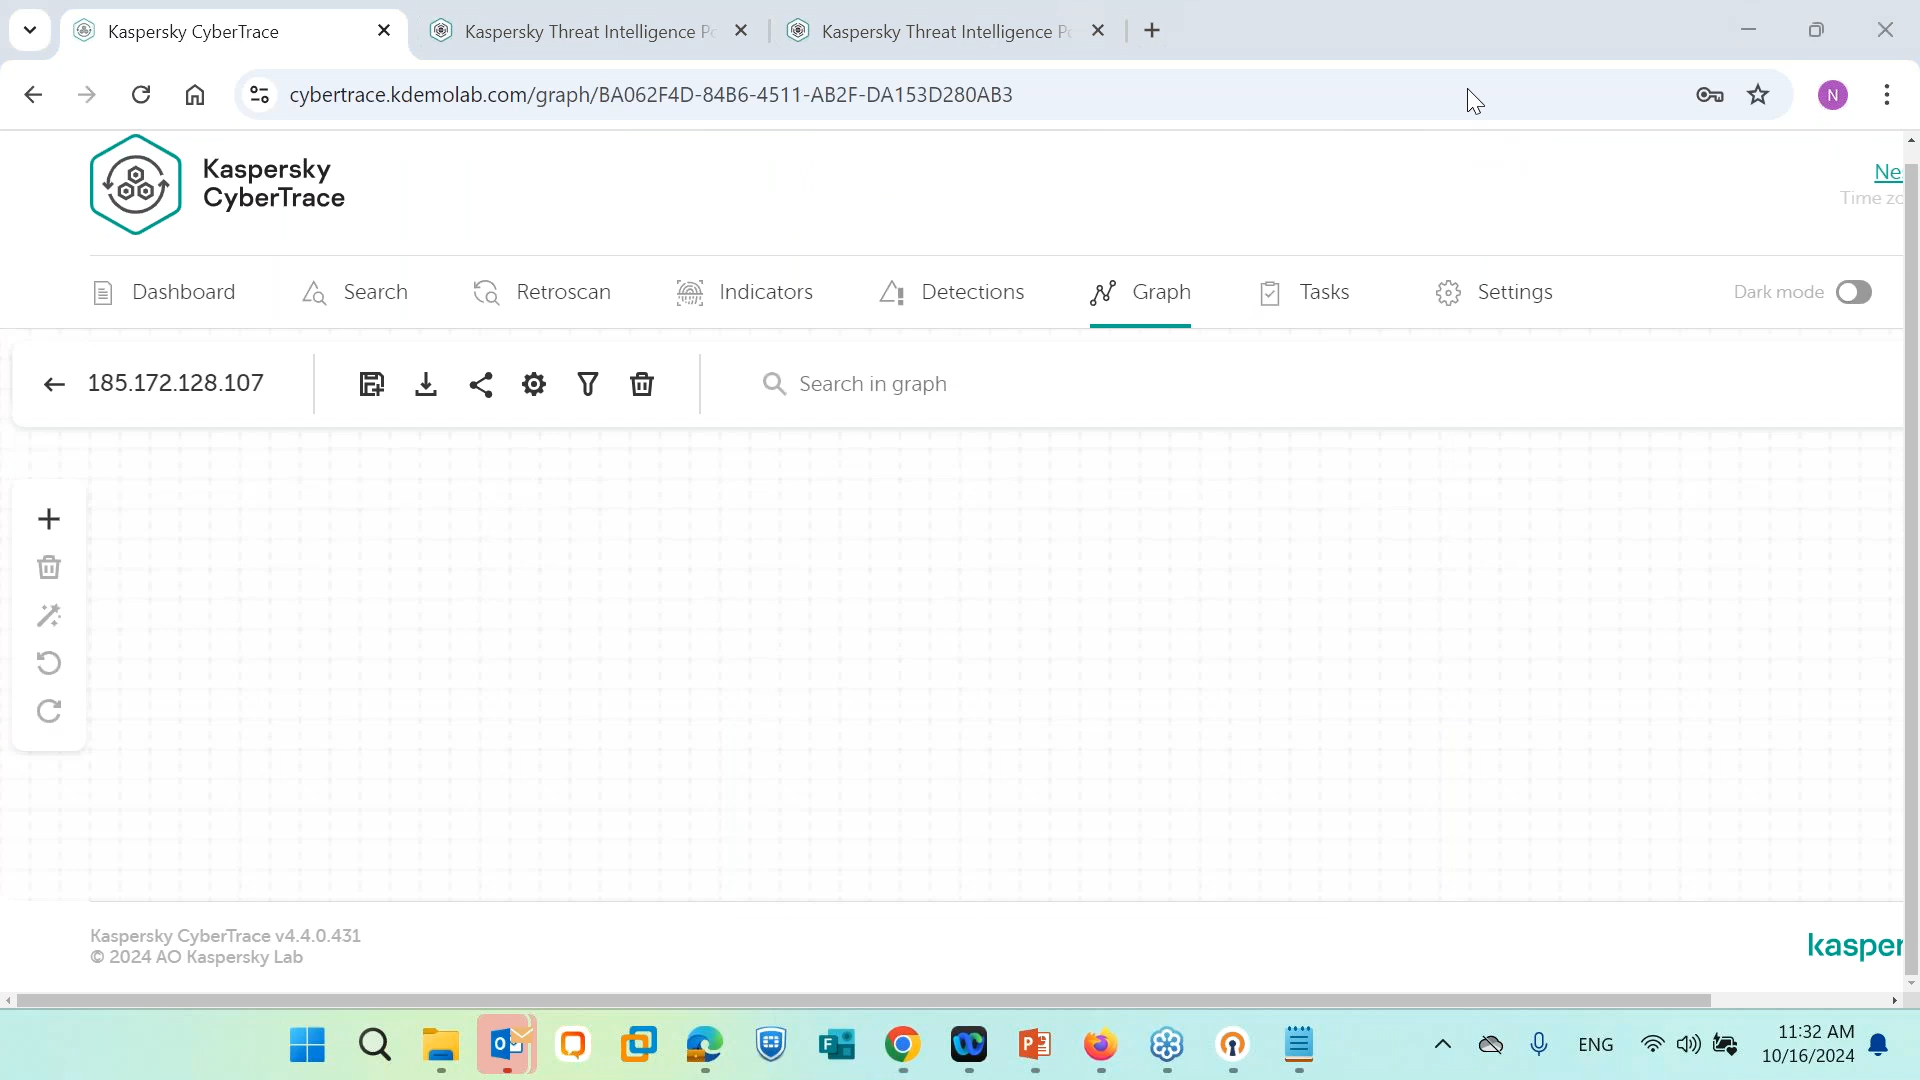 Kaspersky CyberTrace
Kaspersky Threat Intelligence Po
Kaspersky Threat Intelligence Po
cybertrace.kdemolab.com/graph/BA062F4D-84B6-4511-AB2F-DA153D280AB3
N
Kaspersky
CyberTrace
Ne
Time zo
Dashboard
Search
Retroscan
Indicators
Detections
Graph
Tasks
Settings
Dark mode
185.172.128.107
Search in graph
Kaspersky CyberTrace v4.4.0.431
© 2024 AO Kaspersky Lab
kasper
ENG
11:32 AM
10/16/2024